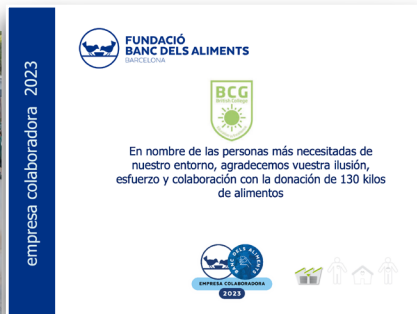 empresa colaboradora 2023
FUNDACIÓ
BANC DELS ALIMENTS
BARCELONA
BCG
British College
En nombre de las personas más necesitadas de
nuestro entorno, agradecemos vuestra ilusión,
esfuerzo y colaboración con la donación de 130 kilos
de alimentos
BANC DELS ALIMENTS
EMPRESA COLABORADORA
2023